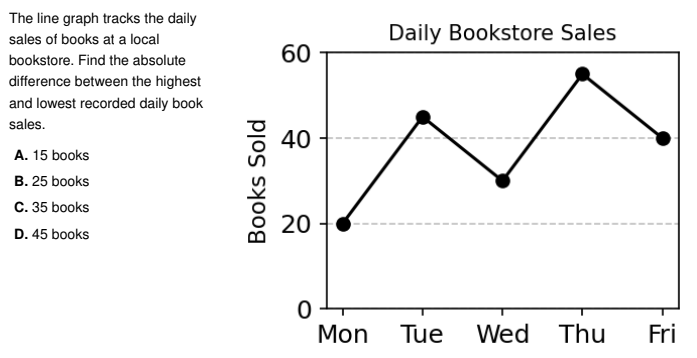 The line graph tracks the daily
sales of books at a local
bookstore. Find the absolute
difference between the highest
and lowest recorded daily book
sales.
A. 15 books
B. 25 books
C. 35 books
D. 45 books
Daily Bookstore Sales
Books Sold
60
40
20
0
Mon Tue Wed Thu Fri